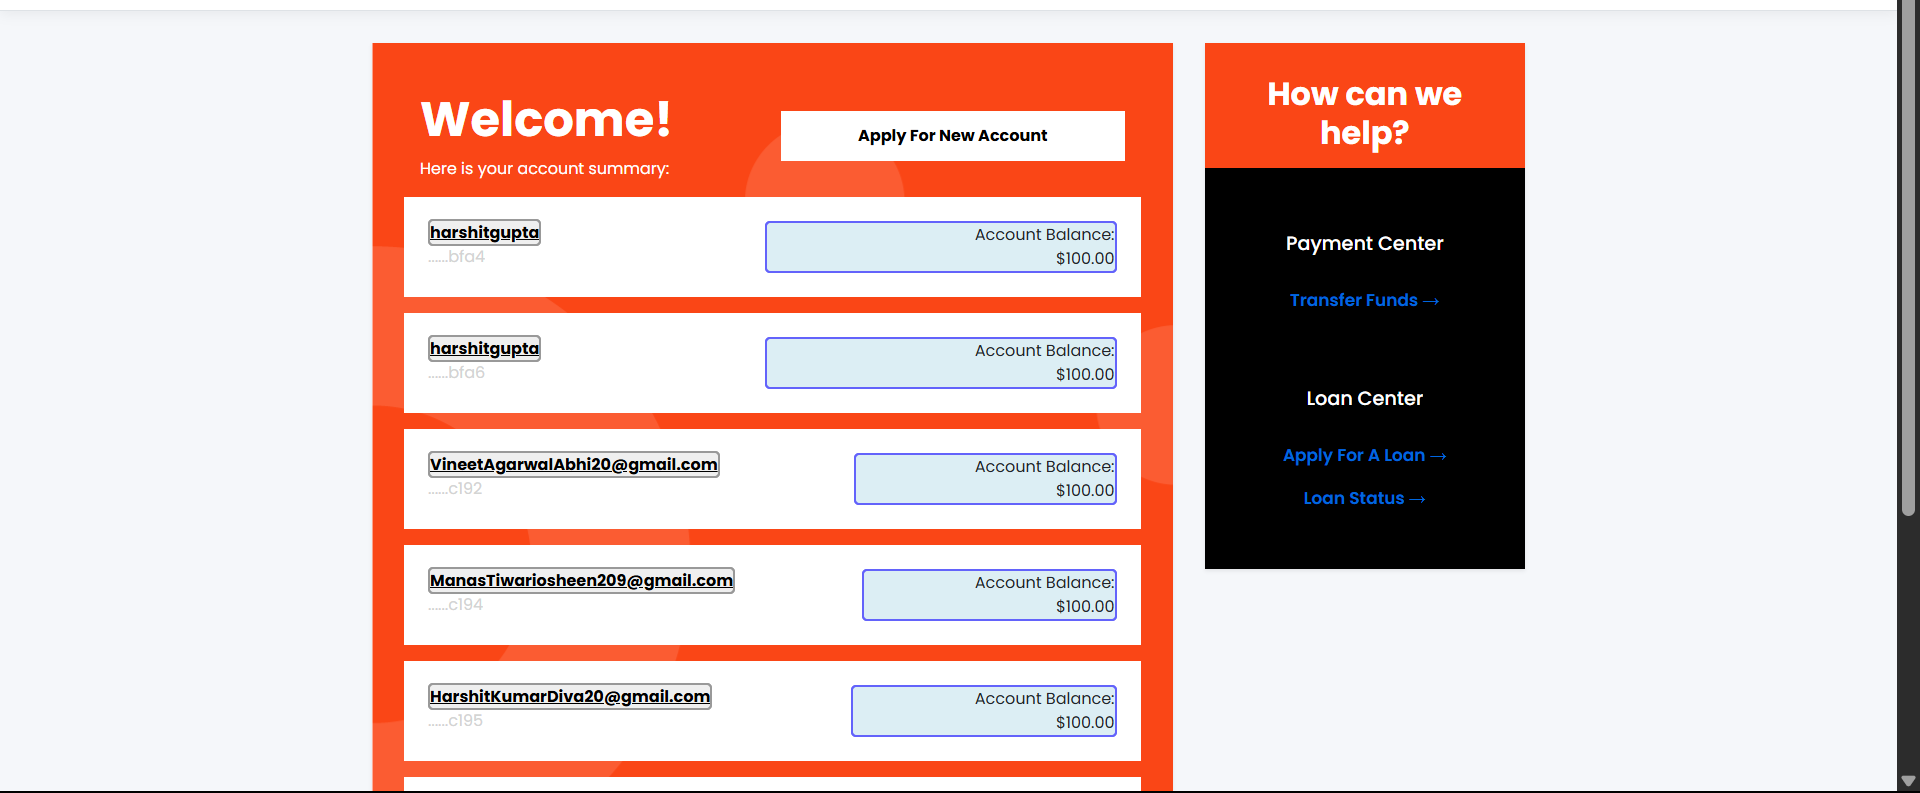 Welcome!
Here is your account summary:
Apply For New Account
harshitgupta
......bfa4
Account Balance:
$100.00
harshitgupta
......bfa6
Account Balance:
$100.00
VineetAgarwalAbhi20@gmail.com
......c192
Account Balance:
$100.00
ManasTiwariosheen209@gmail.com
......c194
Account Balance:
$100.00
HarshitKumarDiva20@gmail.com
......c195
Account Balance:
$100.00
How can we
help?
Payment Center
Transfer Funds →
Loan Center
Apply For A Loan →
Loan Status →